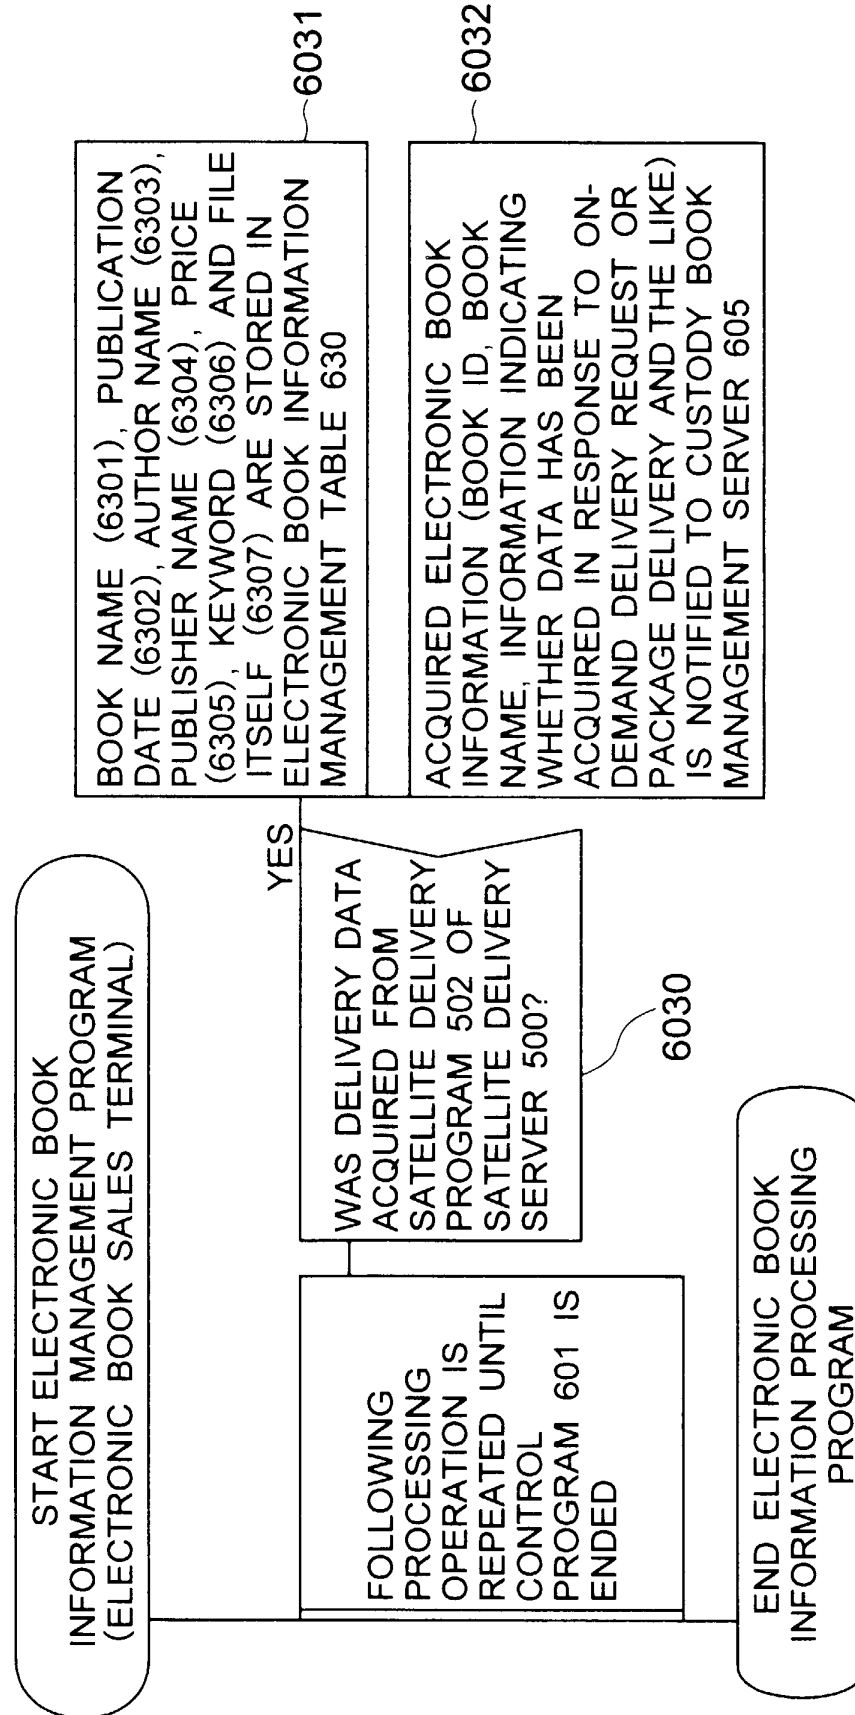 START ELECTRONIC BOOK
INFORMATION MANAGEMENT PROGRAM
(ELECTRONIC BOOK SALES TERMINAL)
FOLLOWING
PROCESSING
OPERATION IS
REPEATED UNTIL
CONTROL
PROGRAM 601 IS
ENDED
WAS DELIVERY DATA
ACQUIRED FROM
SATELLITE DELIVERY
PROGRAM 502 OF
SATELLITE DELIVERY
SERVER 500?
6030
YES
BOOK NAME (6301), PUBLICATION
DATE (6302), AUTHOR NAME (6303),
PUBLISHER NAME (6304), PRICE
(6305), KEYWORD (6306) AND FILE
ITSELF (6307) ARE STORED IN
ELECTRONIC BOOK INFORMATION
MANAGEMENT TABLE 630
6031
ACQUIRED ELECTRONIC BOOK
INFORMATION (BOOK ID, BOOK
NAME, INFORMATION INDICATING
WHETHER DATA HAS BEEN
ACQUIRED IN RESPONSE TO ON-
DEMAND DELIVERY REQUEST OR
PACKAGE DELIVERY AND THE LIKE)
IS NOTIFIED TO CUSTODY BOOK
MANAGEMENT SERVER 605
6032
END ELECTRONIC BOOK
INFORMATION PROCESSING
PROGRAM